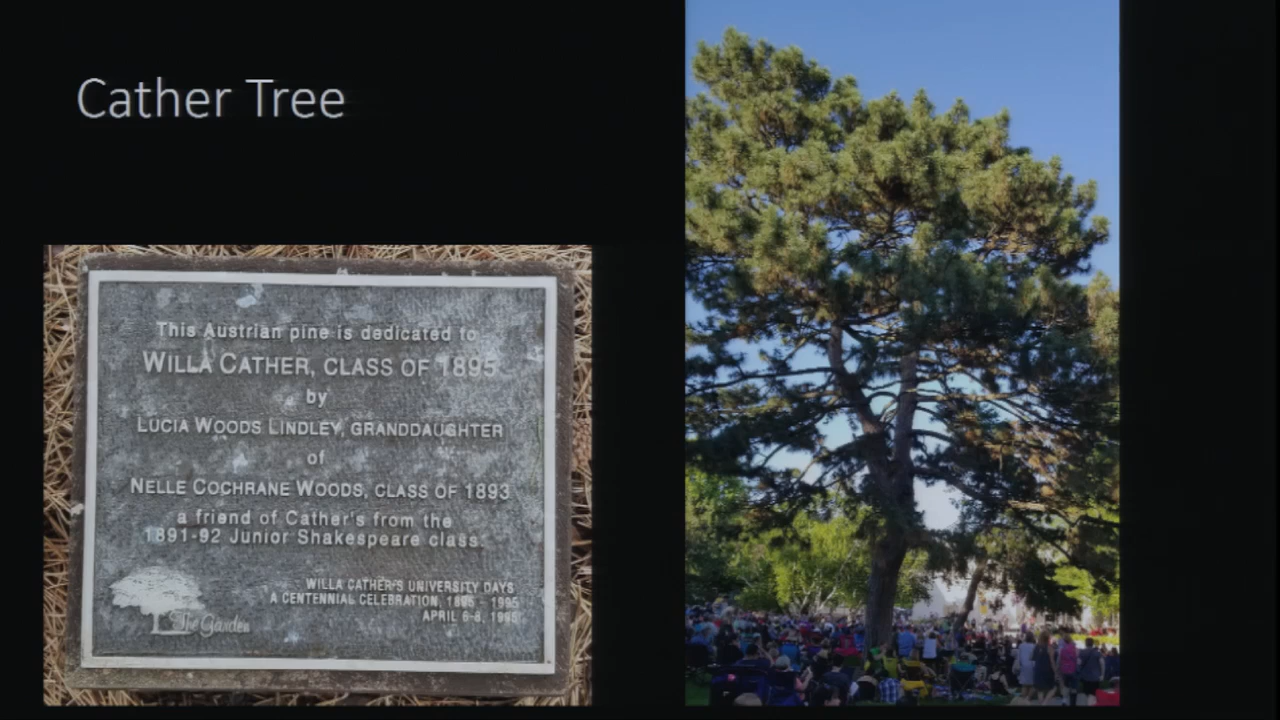 Cather Tree
This Austrian pine is dedicated to
WILLA CATHER, CLASS OF 1895
by
LUCIA WOODS LINDLEY, GRANDDAUGHTER
of
NELLE COCHRANE WOODS, CLASS OF 1893
a friend of Cather's from the
1891-92 Junior Shakespeare class.
WILLA CATHER'S UNIVERSITY DAYS
A CENTENNIAL CELEBRATION, 1895 - 1995
APRIL 6-8, 1995
The Garden